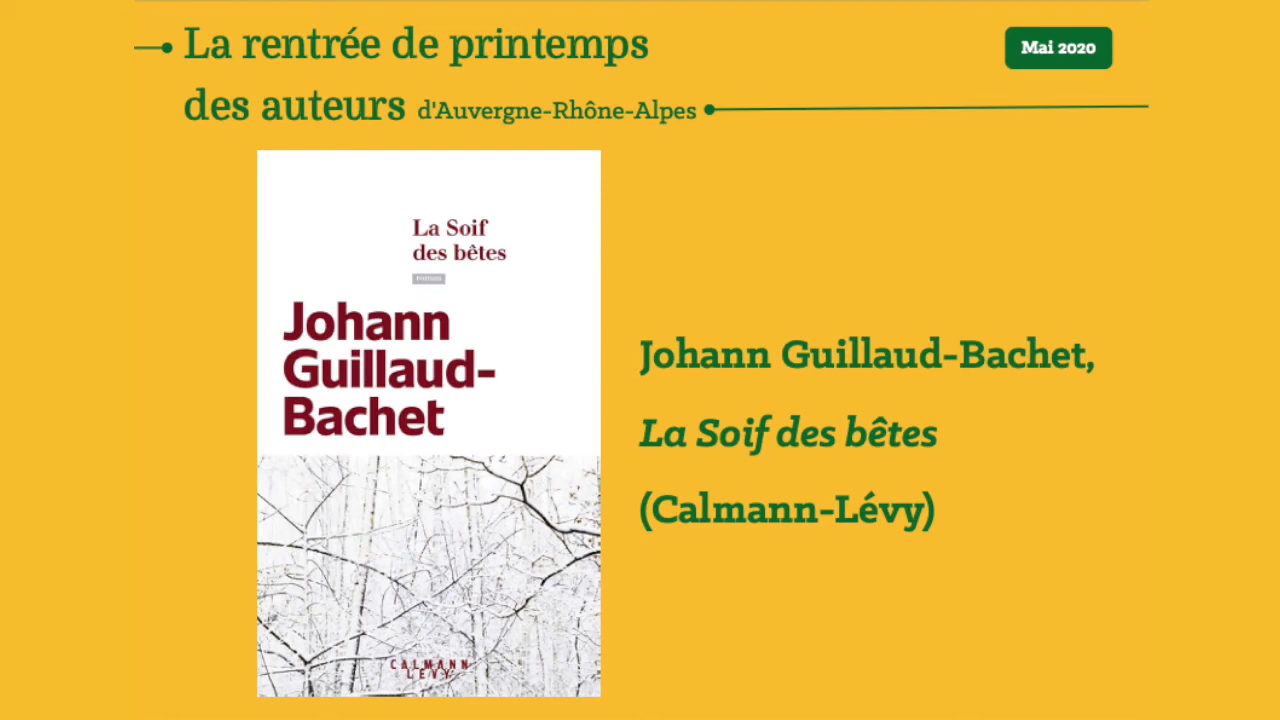 La rentrée de printemps
des auteurs d'Auvergne-Rhône-Alpes
Mai 2020
La Soif
des bêtes
roman
Johann
Guillaud-
Bachet
CALMANN
LÉVY
Johann Guillaud-Bachet,
La Soif des bêtes
(Calmann-Lévy)